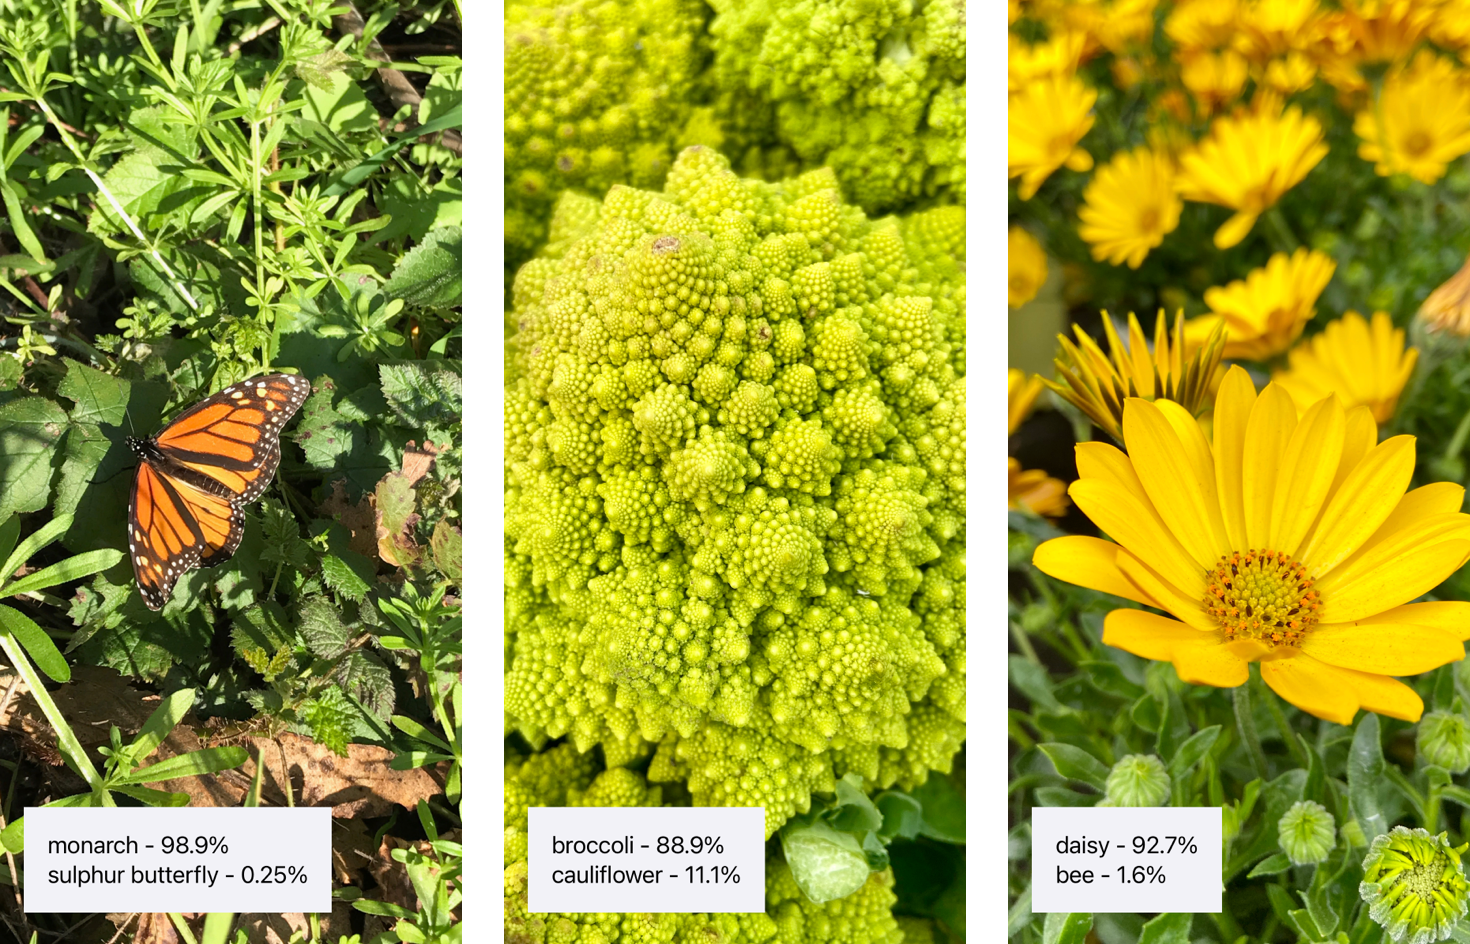 monarch - 98.9%
sulphur butterfly - 0.25%
broccoli - 88.9%
cauliflower - 11.1%
daisy - 92.7%
bee - 1.6%